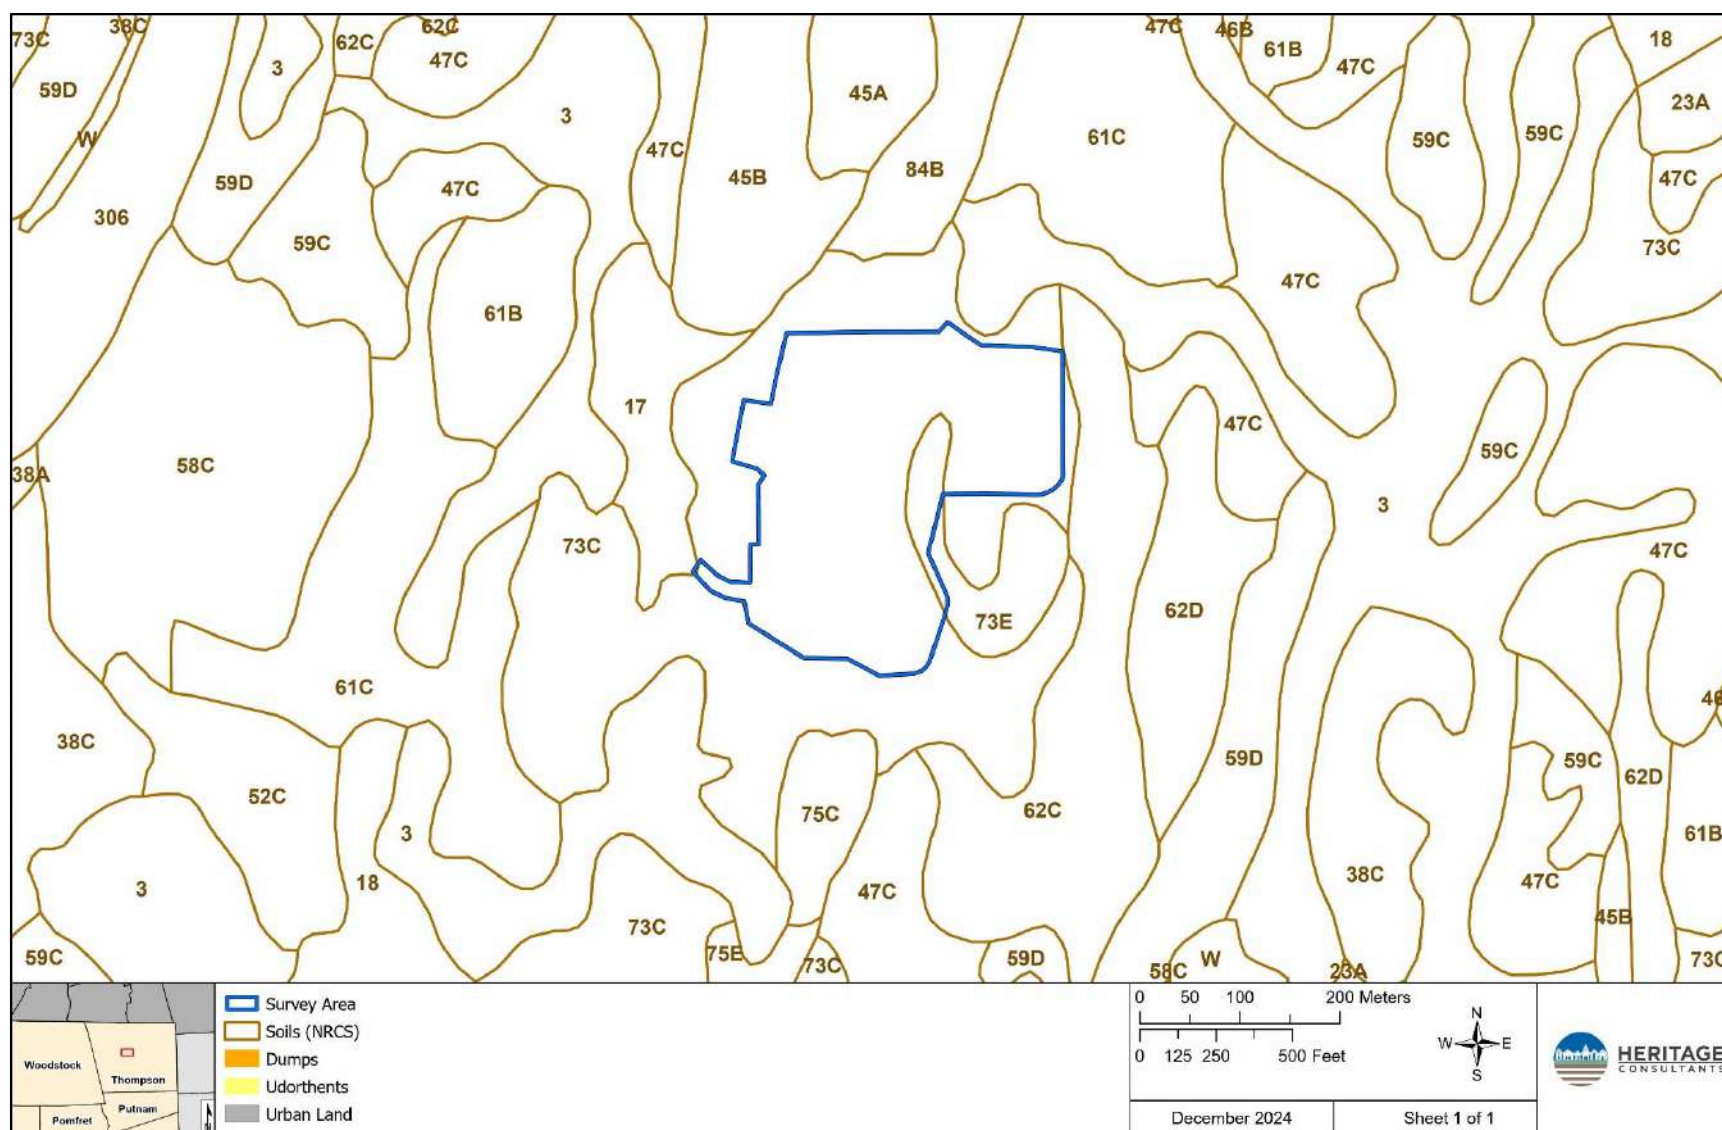 73C
38C
3
62C
62C
47C
47C
46B
61B
47C
18
59D
45A
23A
W
3
47C
61C
59C
59C
59D
47C
45B
84B
47C
306
59C
73C
61B
47C
17
47C
59C
38A
58C
3
73C
47C
73E
62D
61C
38C
59D
59C
62D
52C
75C
62C
61B
3
3
18
47C
38C
47C
45B
73C
59C
75E
73C
59D
58C
W
23A
73C
Woodstock
Thompson
Putnam
Pomfret
Survey Area
Soils (NRCS)
Dumps
Udorthents
Urban Land
0 50 100 200 Meters
0 125 250 500 Feet
N
W E
S
December 2024
Sheet 1 of 1
HERITAGE
CONSULTANTS